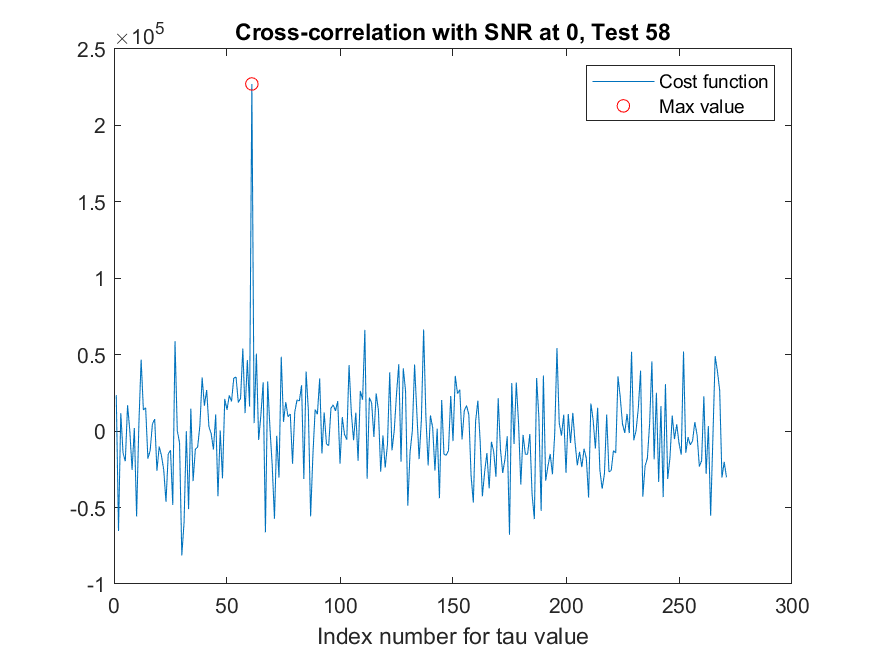 Cross-correlation with SNR at 0, Test 58
×10^5
2.5
2
1.5
1
0.5
0
-0.5
-1
0 50 100 150 200 250 300
Index number for tau value
Cost function
Max value